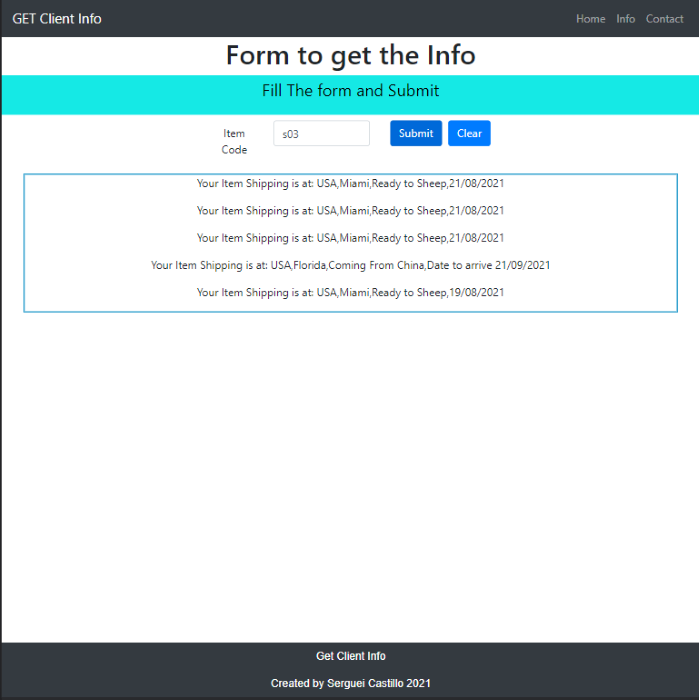 GET Client Info
Home Info Contact
Form to get the Info
Fill The form and Submit
Item
Code
s03
Submit
Clear
Your Item Shipping is at: USA,Miami,Ready to Sheep,21/08/2021
Your Item Shipping is at: USA,Miami,Ready to Sheep,21/08/2021
Your Item Shipping is at: USA,Miami,Ready to Sheep,21/08/2021
Your Item Shipping is at: USA,Florida,Coming From China,Date to arrive 21/09/2021
Your Item Shipping is at: USA,Miami,Ready to Sheep,19/08/2021
Get Client Info
Created by Serguei Castillo 2021